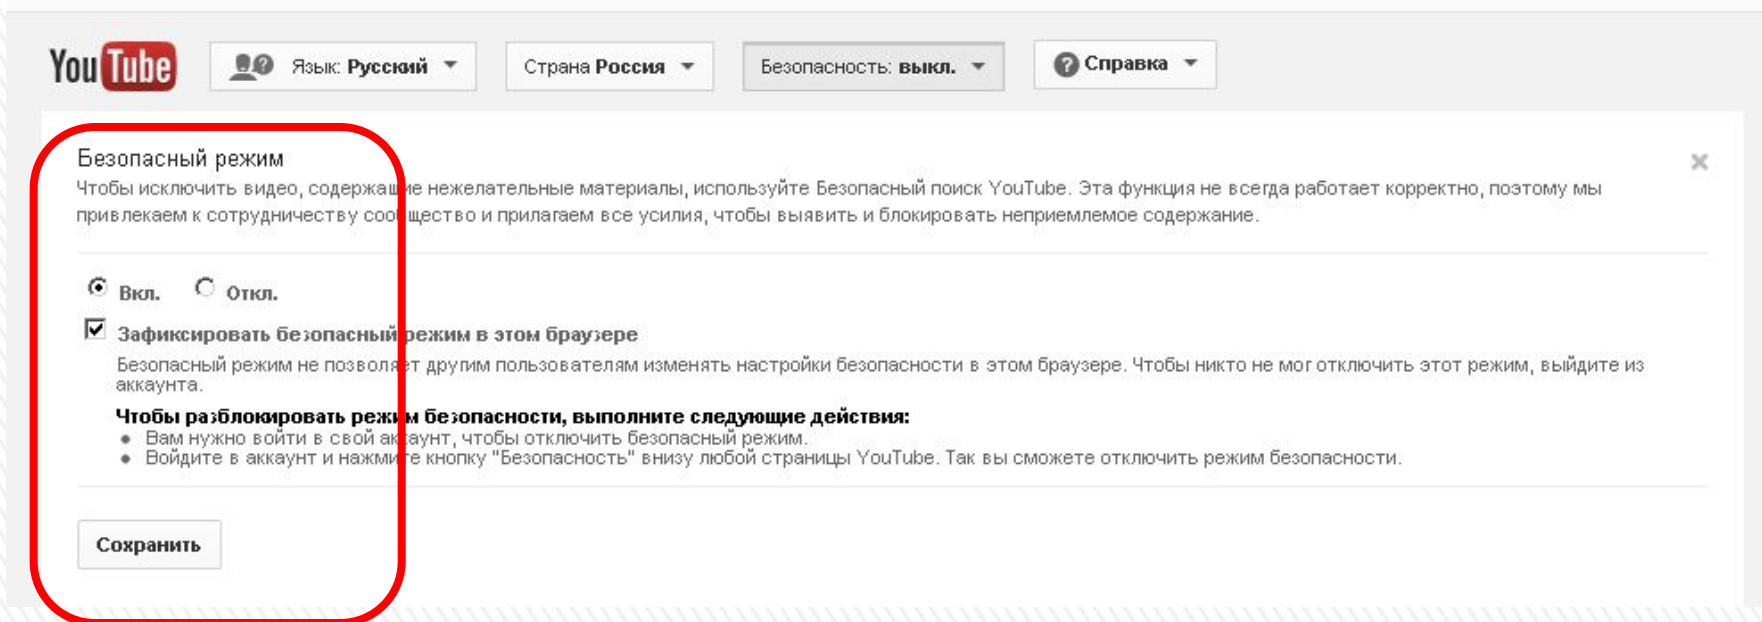 YouTube Язык: Русский Страна Россия Безопасность: выкл. Справка
Безопасный режим
Чтобы исключить видео, содержащие нежелательные материалы, используйте Безопасный поиск YouTube. Эта функция не всегда работает корректно, поэтому мы
привлекаем к сотрудничеству сообщество и прилагаем все усилия, чтобы выявить и блокировать неприемлемое содержание.
Вкл. Откл.
Зафиксировать безопасный режим в этом браузере
Безопасный режим не позволяет другим пользователям изменять настройки безопасности в этом браузере. Чтобы никто не мог отключить этот режим, выйдите из
аккаунта.
Чтобы разблокировать режим безопасности, выполните следующие действия:
Вам нужно войти в свой аккаунт, чтобы отключить безопасный режим.
Войдите в аккаунт и нажмите кнопку "Безопасность" внизу любой страницы YouTube. Так вы сможете отключить режим безопасности.
Сохранить